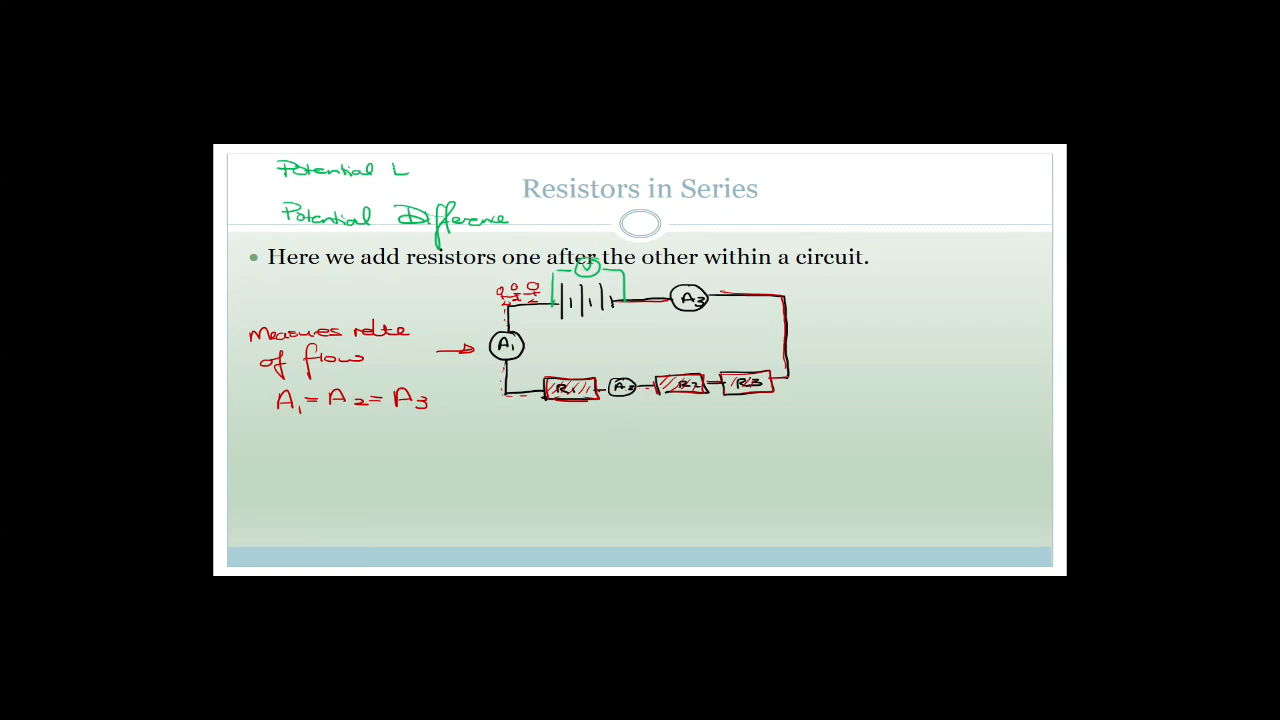 Potential L
Resistors in Series
Potential Difference
• Here we add resistors one after the other within a circuit.
V
A3
Measures rate
of flow
A1
A1 = A2 = A3
R1
A2
R2
R3